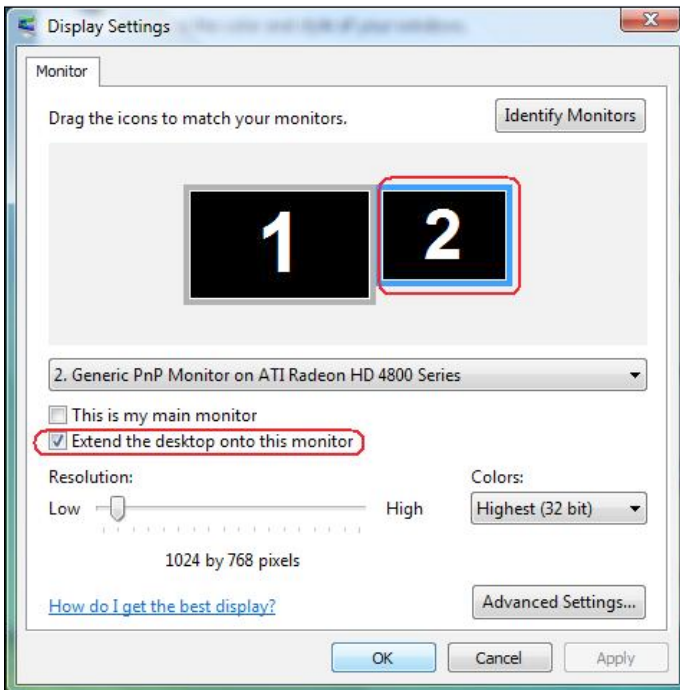 Display Settings
Monitor
Drag the icons to match your monitors.
Identify Monitors
1
2
2. Generic PnP Monitor on ATI Radeon HD 4800 Series
This is my main monitor
Extend the desktop onto this monitor
Resolution:
Colors:
Low
High
Highest (32 bit)
1024 by 768 pixels
How do I get the best display?
Advanced Settings...
OK
Cancel
Apply